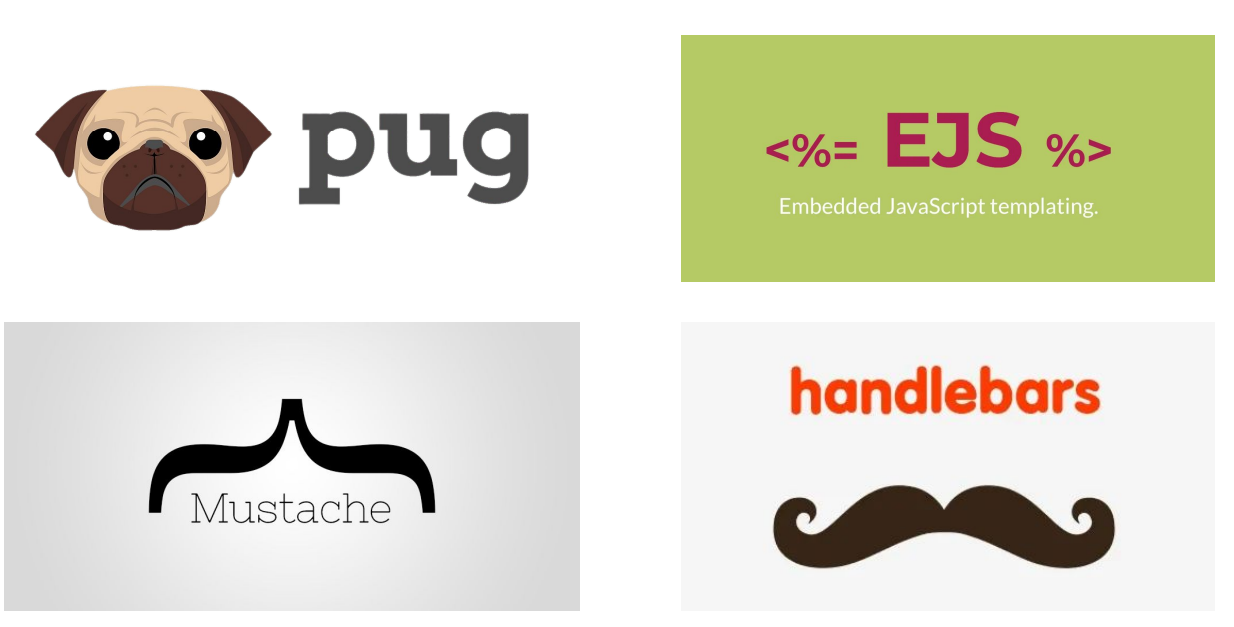 pug
<%= EJS %>
Embedded JavaScript templating.
Mustache
handlebars